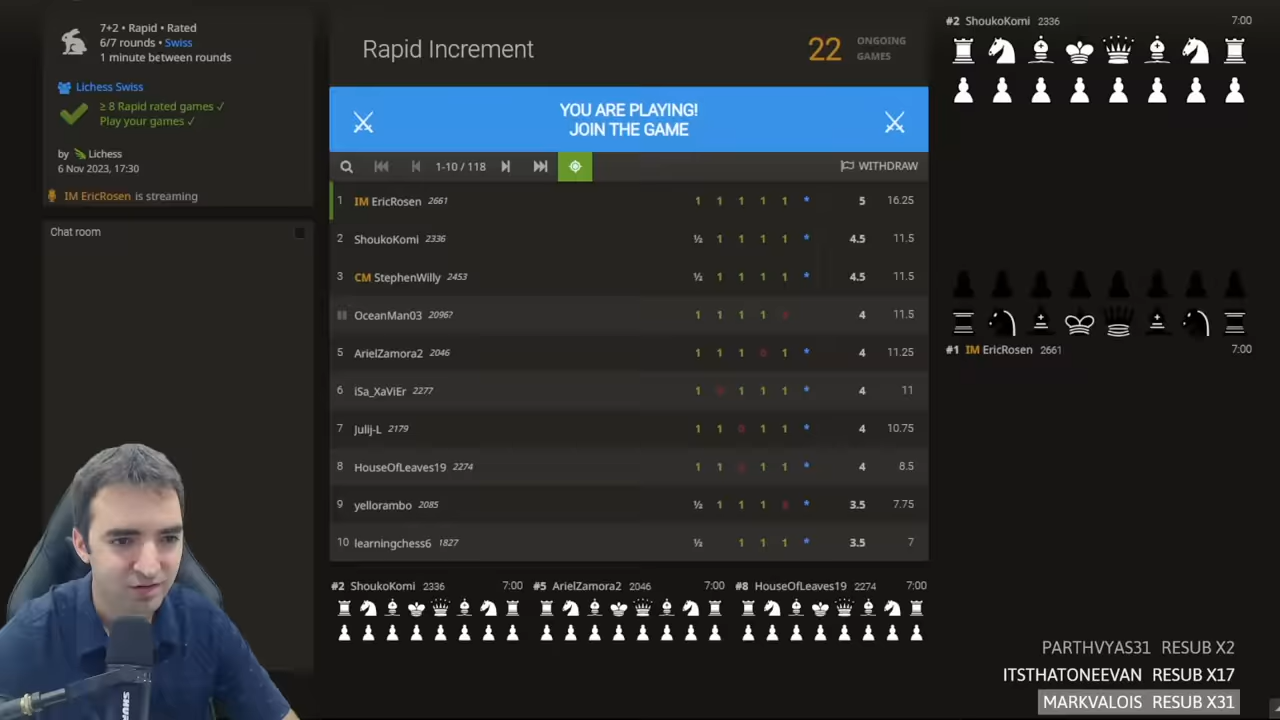 7+2 • Rapid • Rated
6/7 rounds • Swiss
1 minute between rounds
Lichess Swiss
≥ 8 Rapid rated games ✓
Play your games ✓
by Lichess
6 Nov 2023, 17:30
IM EricRosen is streaming
Chat room
Rapid Increment
22 ONGOING GAMES
YOU ARE PLAYING!
JOIN THE GAME
1-10 / 118
WITHDRAW
1 IM EricRosen 2661 1 1 1 1 1 * 5 16.25
2 ShoukoKomi 2336 ½ 1 1 1 1 * 4.5 11.5
3 CM StephenWilly 2453 ½ 1 1 1 1 * 4.5 11.5
OceanMan03 2096? 1 1 1 1 0 4 11.5
5 ArielZamora2 2046 1 1 1 0 1 * 4 11.25
6 iSa_XaViEr 2277 1 0 1 1 1 * 4 11
7 Julij-L 2179 1 1 0 1 1 * 4 10.75
8 HouseOfLeaves19 2274 1 1 0 1 1 * 4 8.5
9 yellorambo 2085 ½ 1 1 1 0 * 3.5 7.75
10 learningchess6 1827 ½ 1 1 1 * 3.5 7
#2 ShoukoKomi 2336 7:00
#5 ArielZamora2 2046 7:00
#8 HouseOfLeaves19 2274 7:00
#2 ShoukoKomi 2336 7:00
#1 IM EricRosen 2661 7:00
PARTHVYAS31 RESUB X2
ITSTHATONEEVAN RESUB X17
MARKVALOIS RESUB X31
SHURE